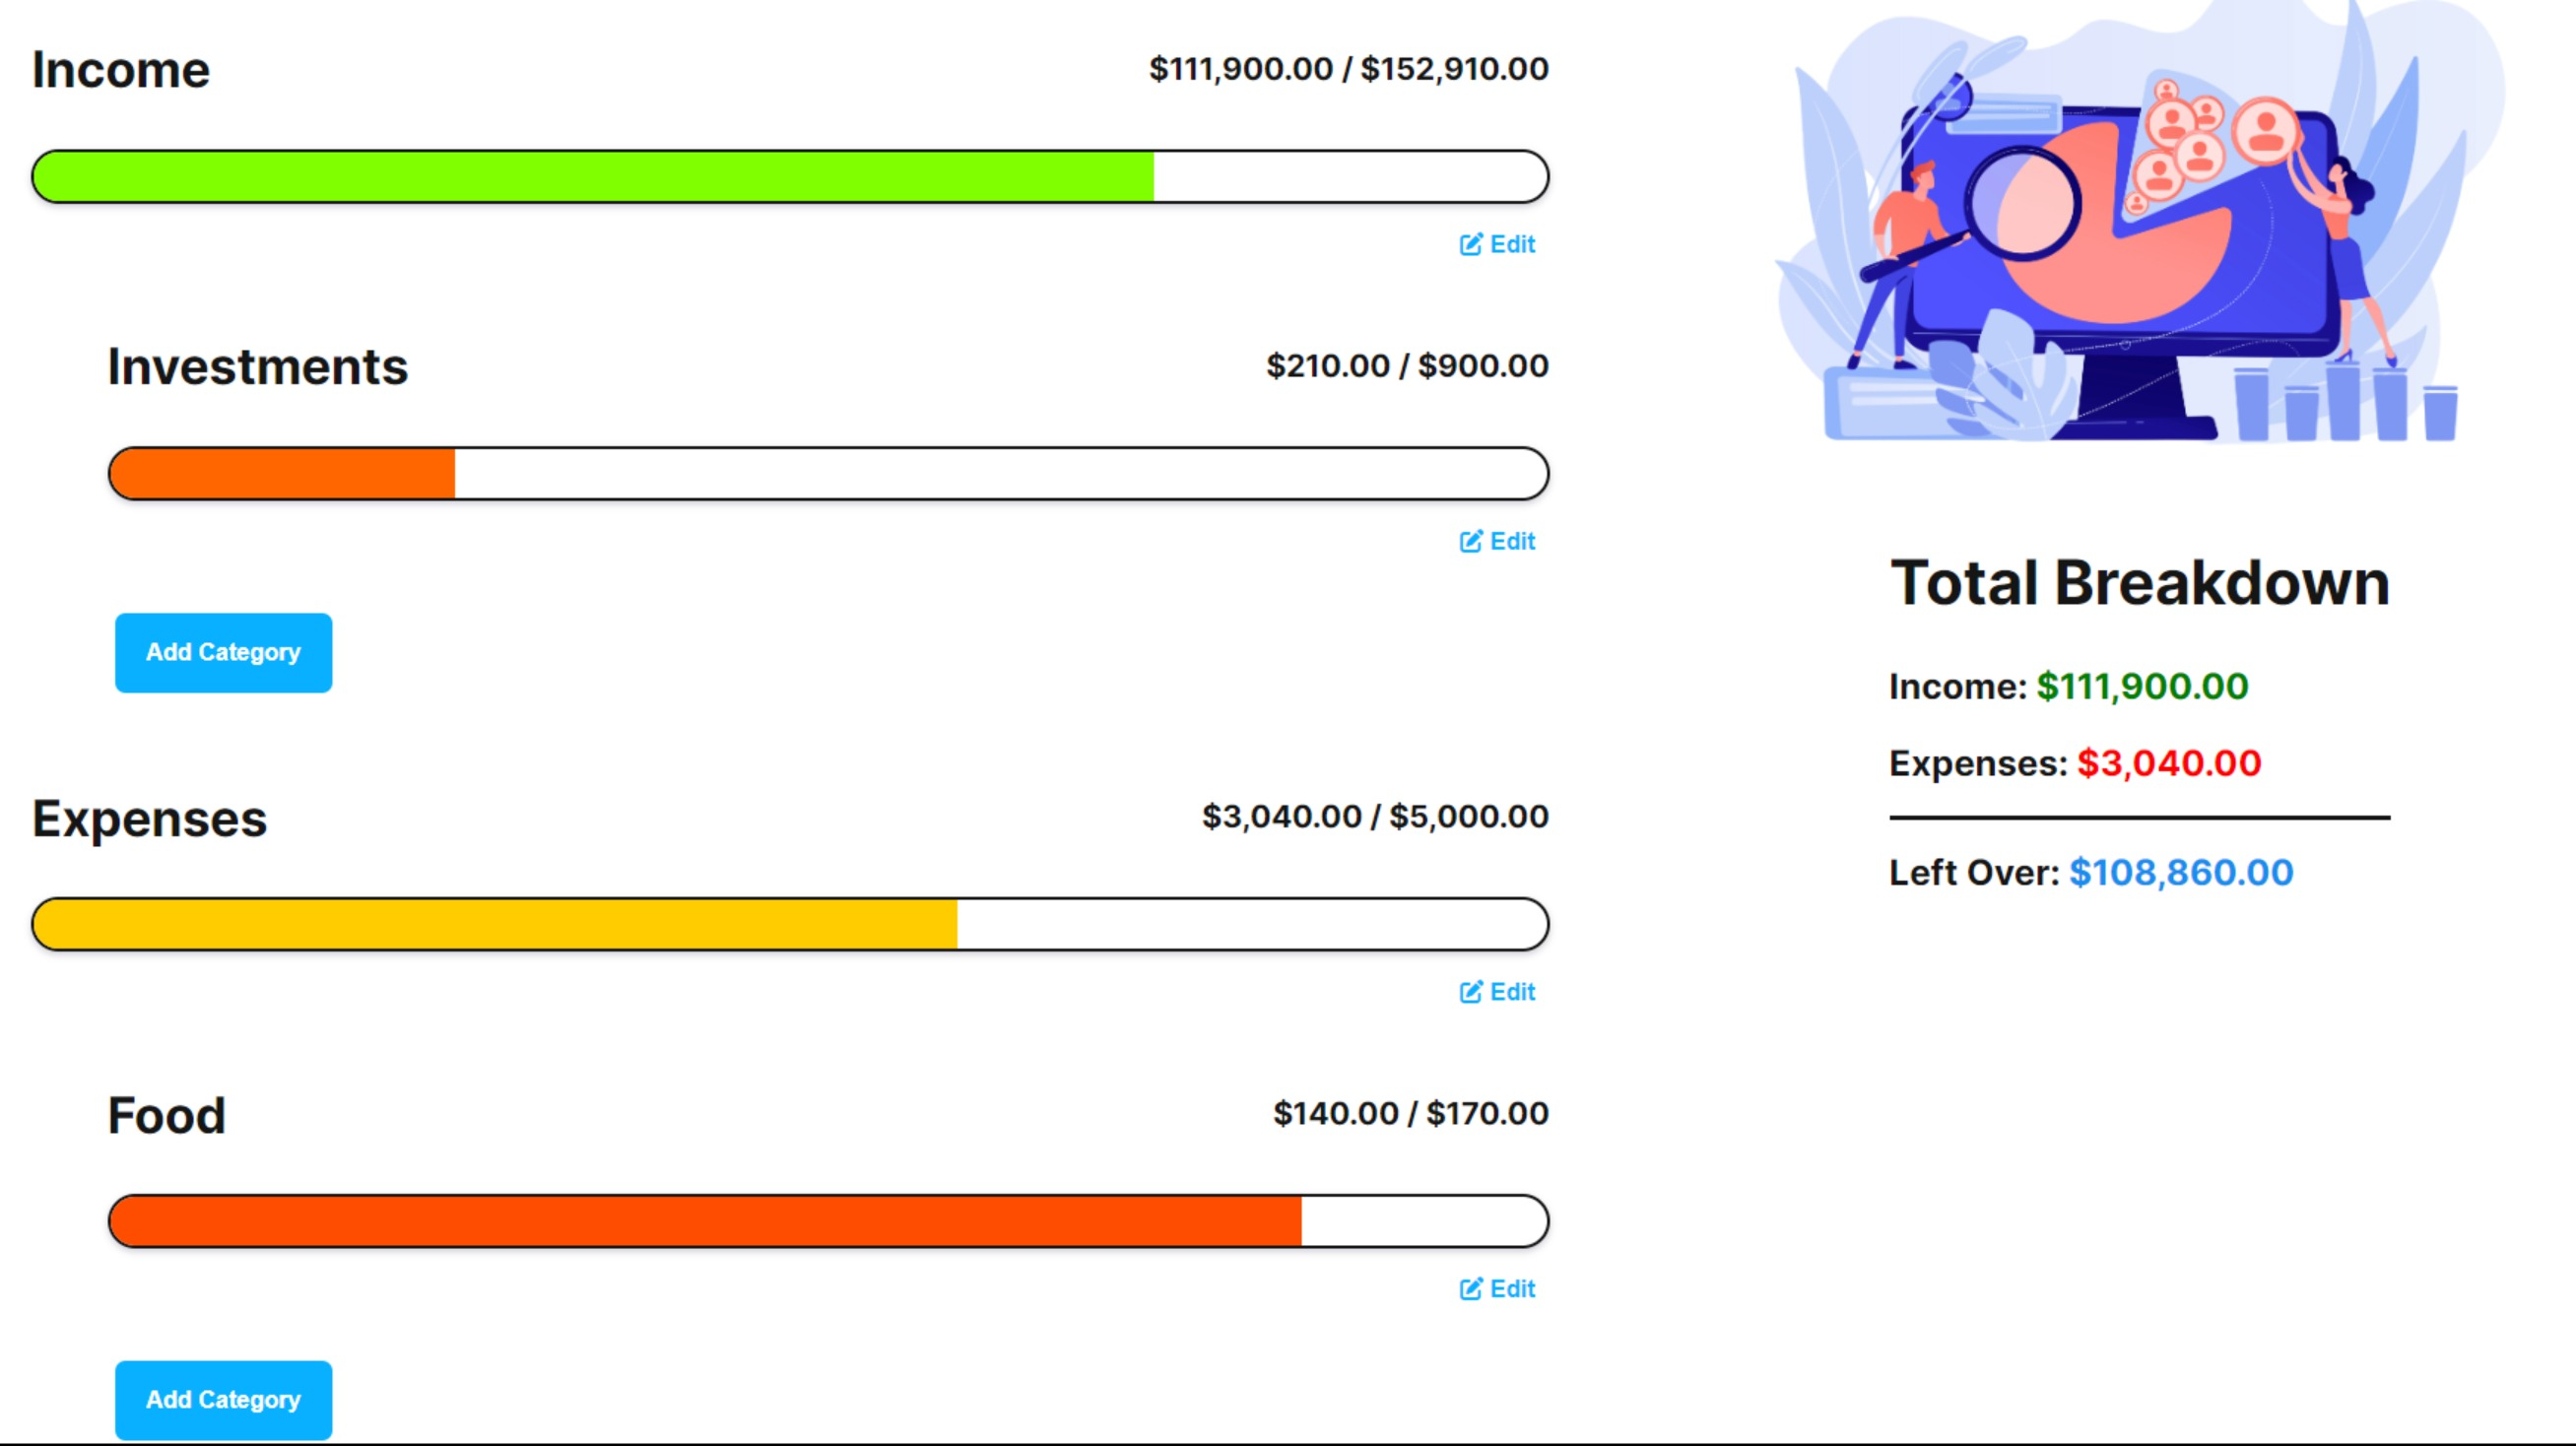 Income
$111,900.00 / $152,910.00
Edit
Investments
$210.00 / $900.00
Edit
Add Category
Expenses
$3,040.00 / $5,000.00
Edit
Food
$140.00 / $170.00
Edit
Add Category
Total Breakdown
Income: $111,900.00
Expenses: $3,040.00
Left Over: $108,860.00